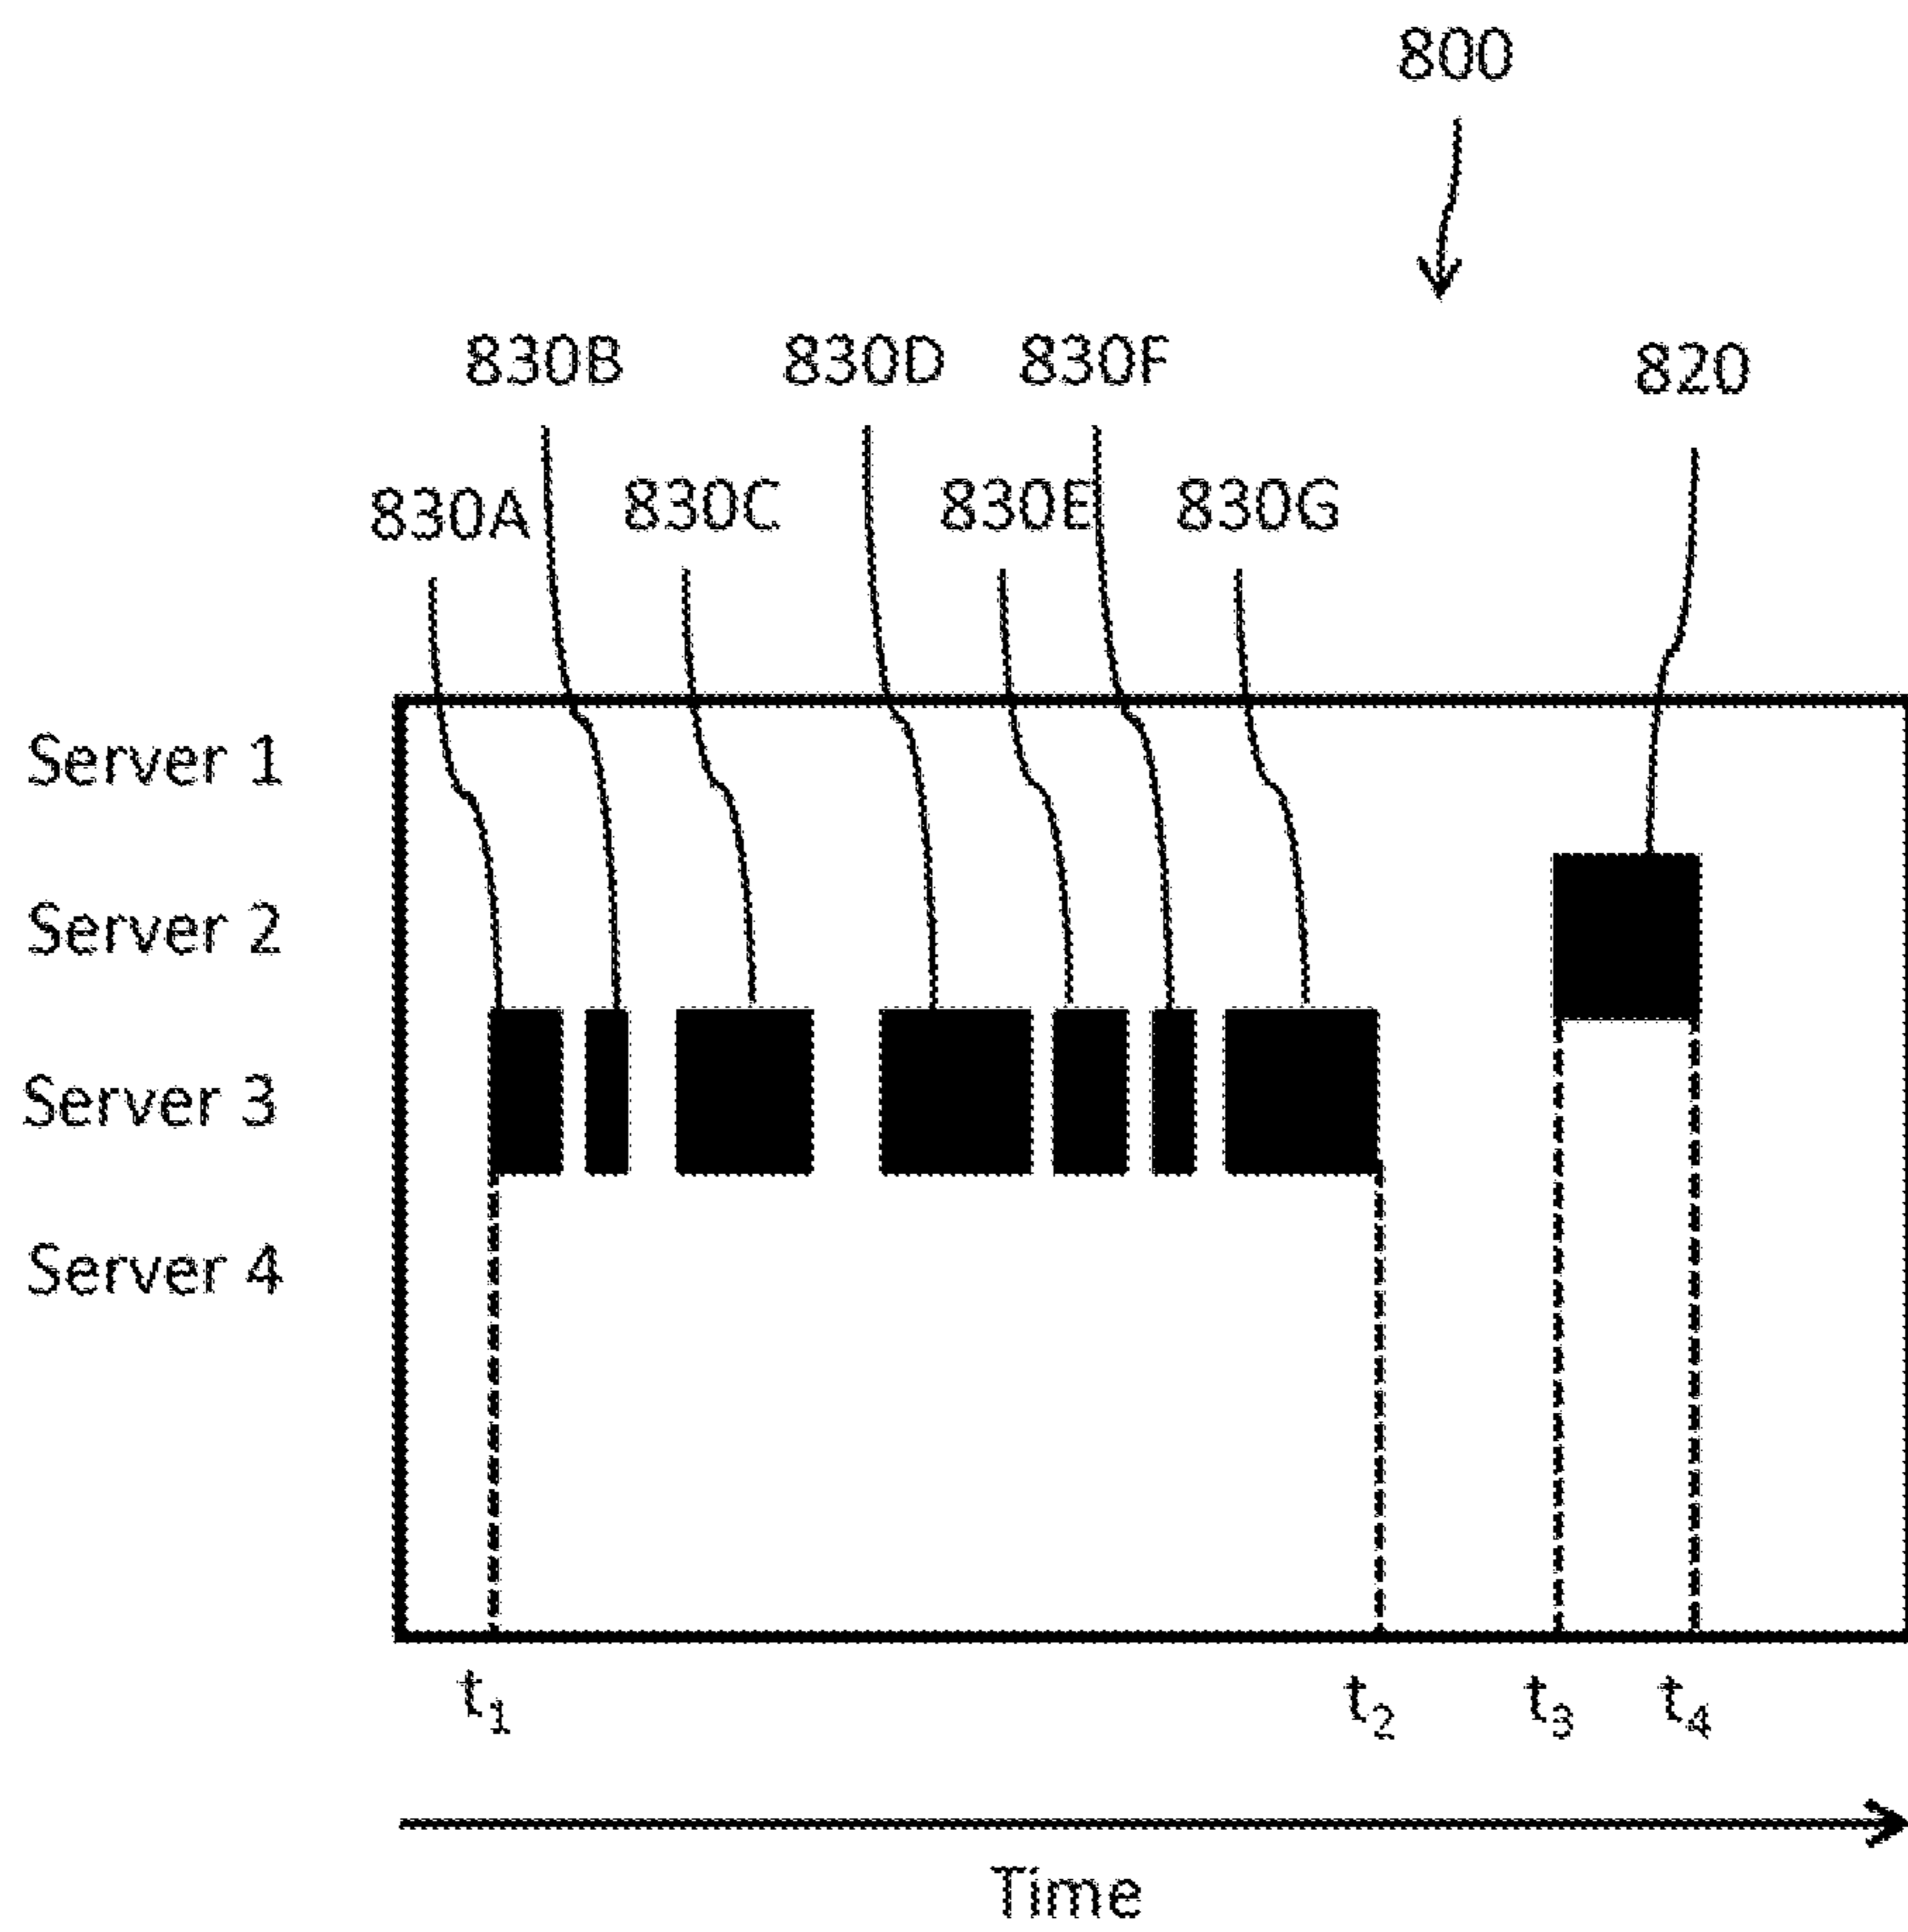 800
830B 830D 830F 820
830A 830C 830E 830G
Server 1
Server 2
Server 3
Server 4
t₁ t₂ t₃ t₄
Time